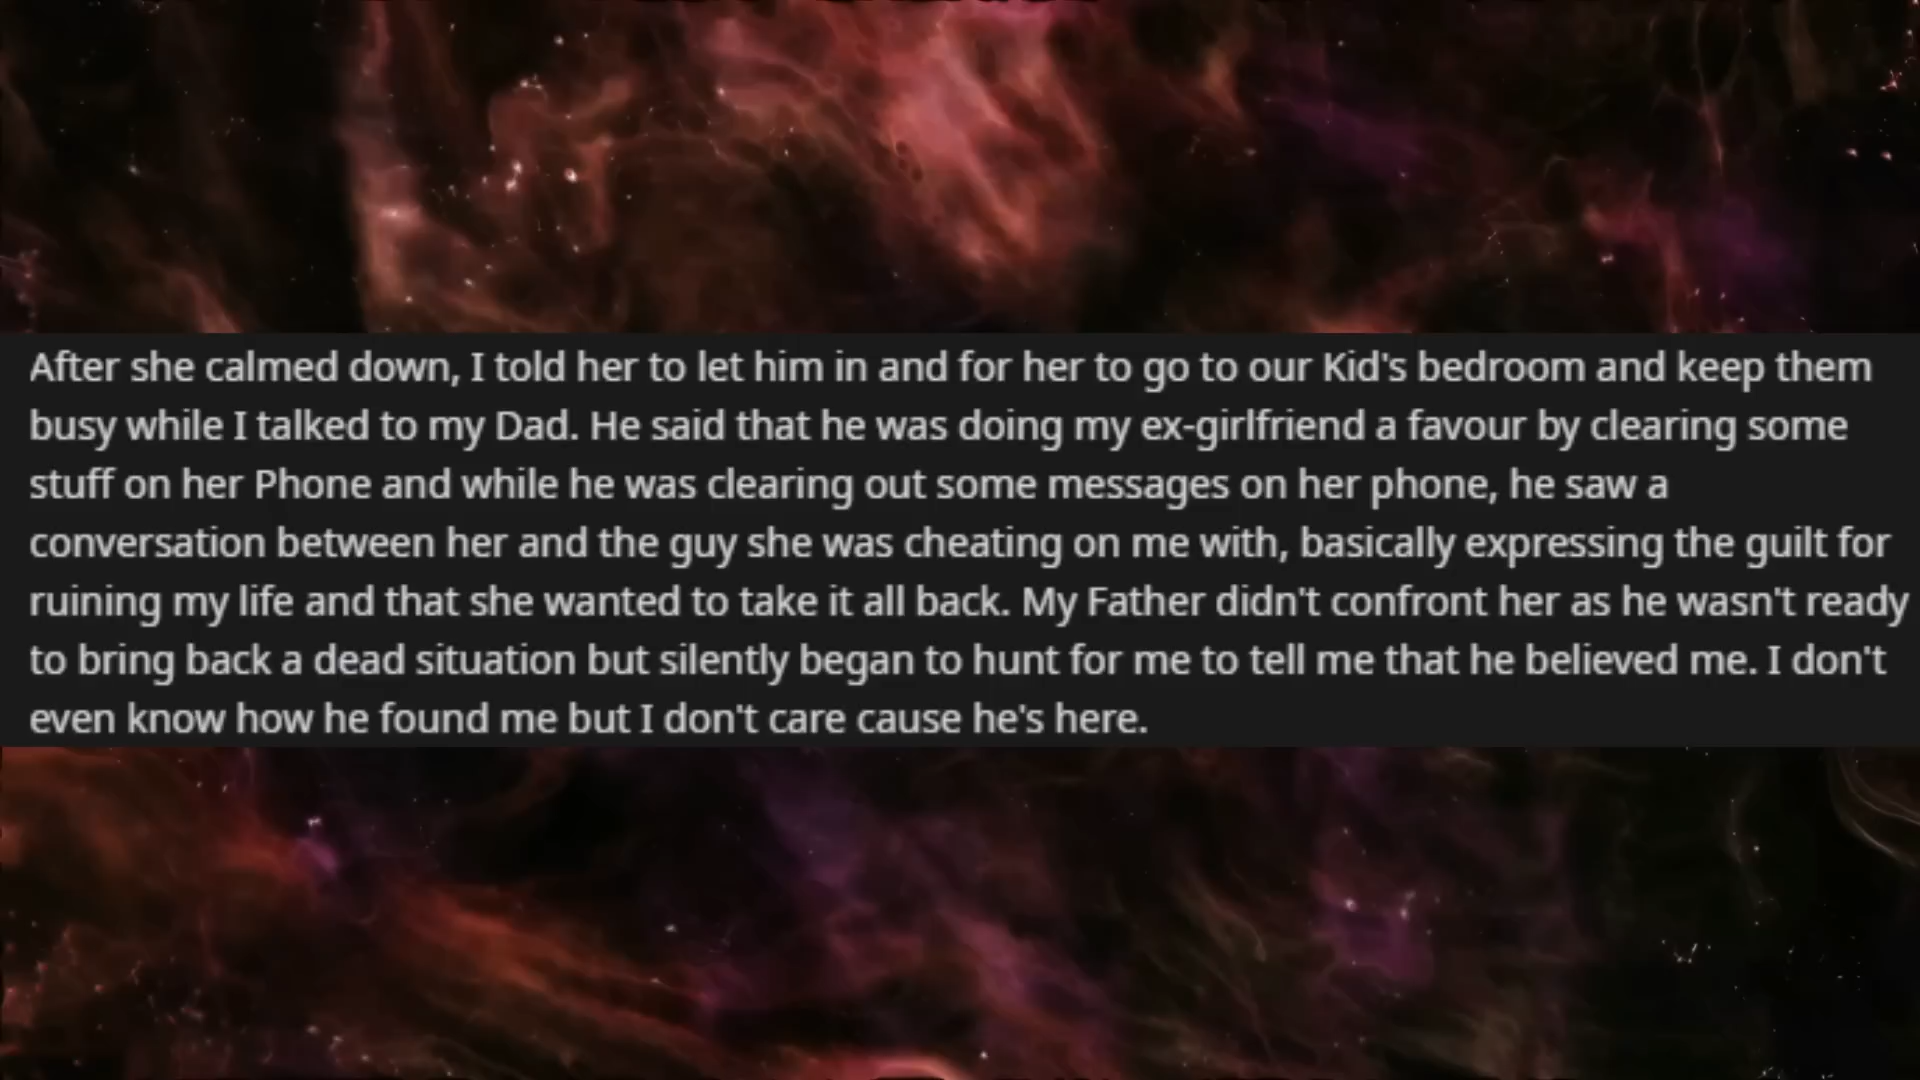 After she calmed down, I told her to let him in and for her to go to our Kid's bedroom and keep them
busy while I talked to my Dad. He said that he was doing my ex-girlfriend a favour by clearing some
stuff on her Phone and while he was clearing out some messages on her phone, he saw a
conversation between her and the guy she was cheating on me with, basically expressing the guilt for
ruining my life and that she wanted to take it all back. My Father didn't confront her as he wasn't ready
to bring back a dead situation but silently began to hunt for me to tell me that he believed me. I don't
even know how he found me but I don't care cause he's here.